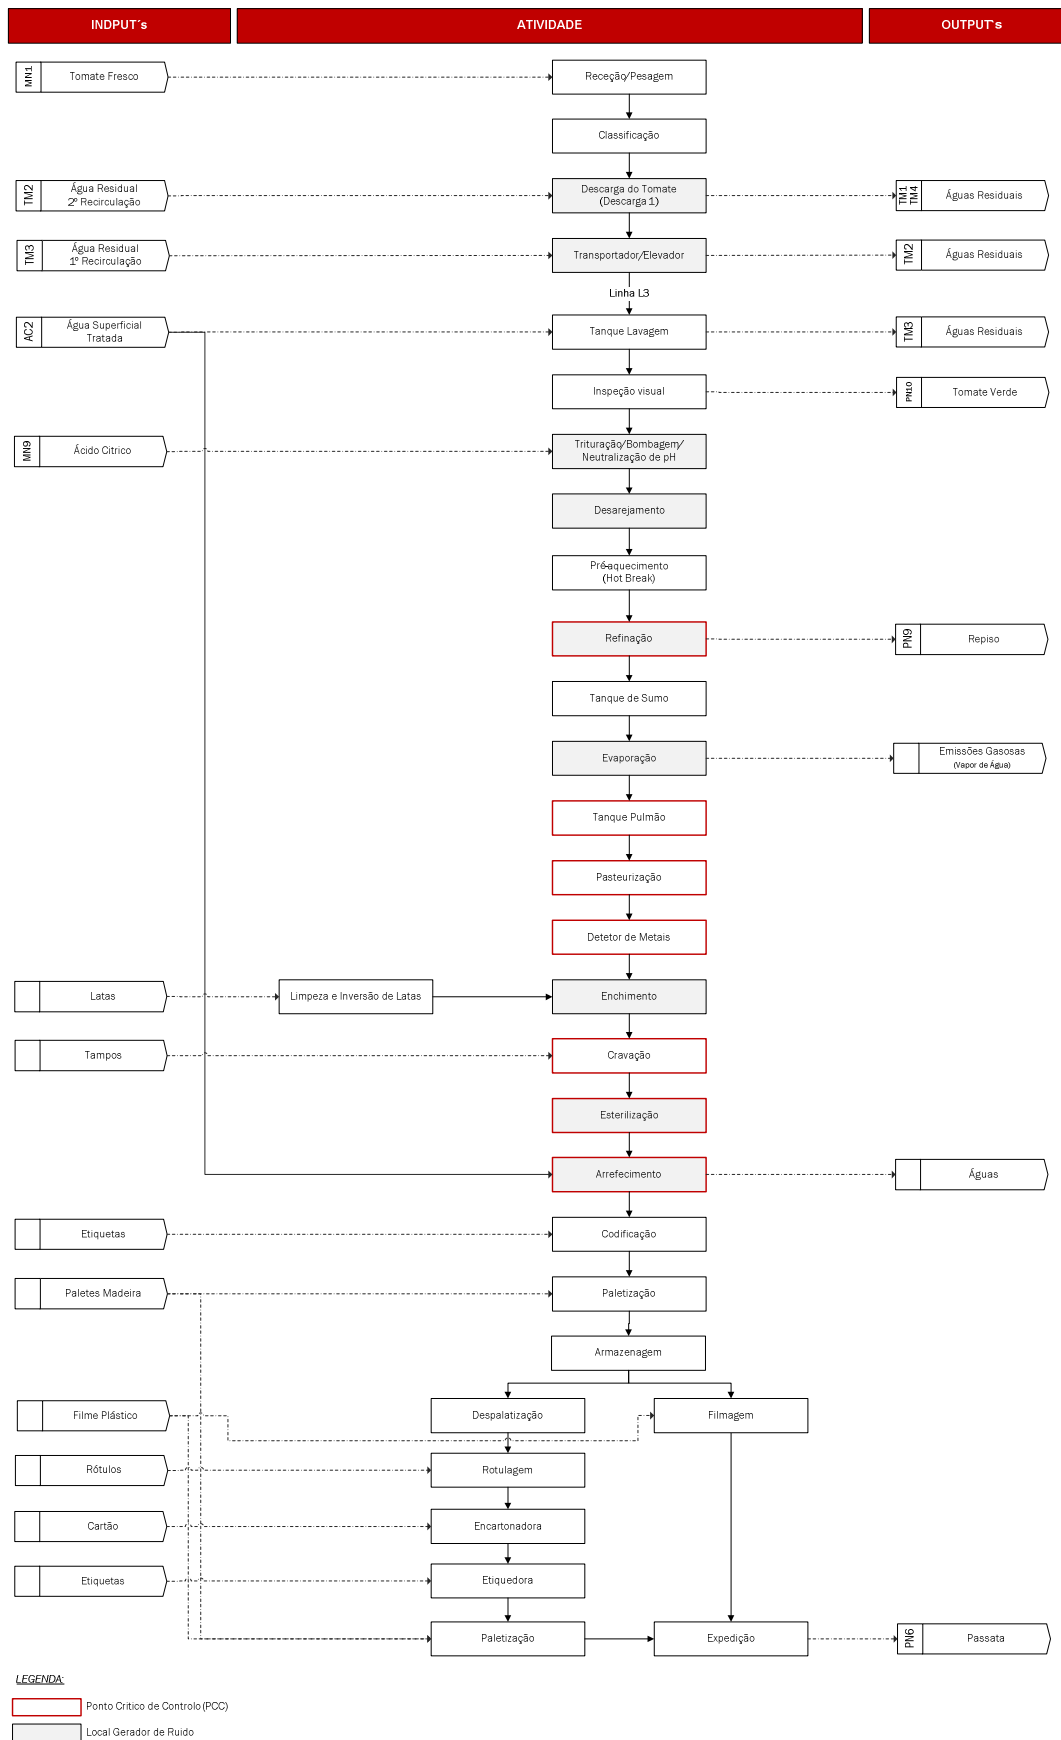 INDPUT´s
ATIVIDADE
OUTPUT`s
MN1
Tomate Fresco
Receção/Pesagem
Classificação
TM2
Água Residual
2º Recirculação
Descarga do Tomate
(Descarga 1)
TM1
TM4
Águas Residuais
TM3
Água Residual
1º Recirculação
Transportador/Elevador
TM2
Águas Residuais
Linha L3
AC2
Água Superficial
Tratada
Tanque Lavagem
TM3
Águas Residuais
Inspeção visual
PN10
Tomate Verde
MN9
Ácido Citrico
Trituração/Bombagem/
Neutralização de pH
Desarejamento
Pré-aquecimento
(Hot Break)
Refinação
PN9
Repiso
Tanque de Sumo
Evaporação
Emissões Gasosas
(Vapor de Água)
Tanque Pulmão
Pasteurização
Detetor de Metais
Latas
Limpeza e Inversão de Latas
Enchimento
Tampos
Cravação
Esterilização
Arrefecimento
Águas
Etiquetas
Codificação
Paletes Madeira
Paletização
Armazenagem
Filme Plástico
Despalatização
Filmagem
Rótulos
Rotulagem
Cartão
Encartonadora
Etiquetas
Etiquedora
Paletização
Expedição
PN6
Passata
LEGENDA:
Ponto Critico de Controlo (PCC)
Local Gerador de Ruido